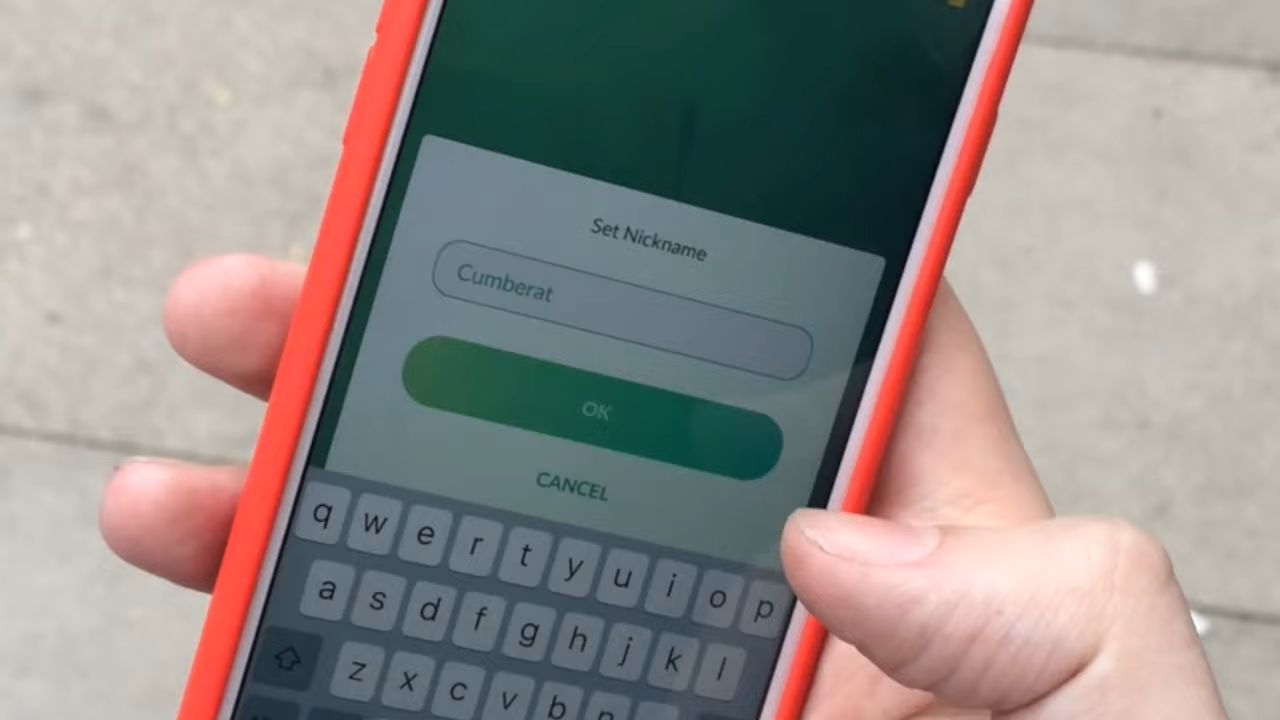 Set Nickname
Cumberat
OK
CANCEL
q w e r t y u i o p
a s d f g h j k l
z x c v b n